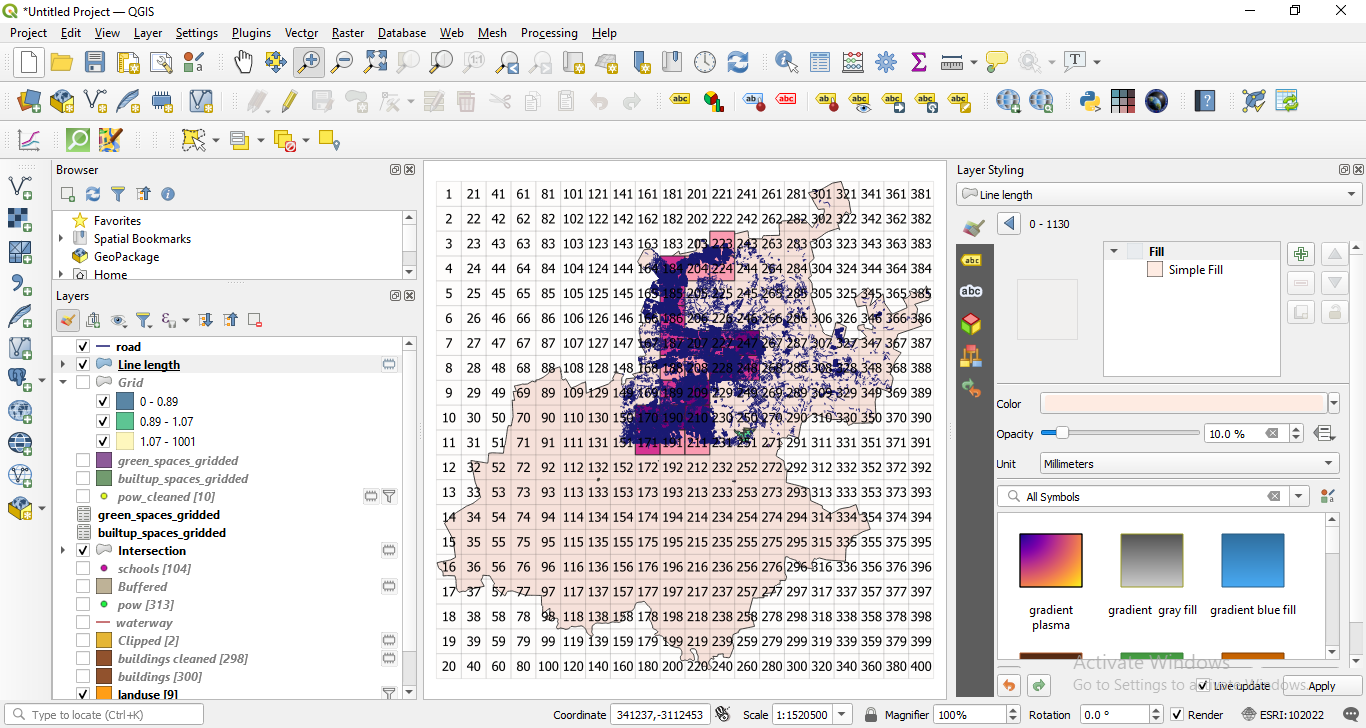 *Untitled Project — QGIS
Project Edit View Layer Settings Plugins Vector Raster Database Web Mesh Processing Help
Browser
Favorites
Spatial Bookmarks
GeoPackage
Home
Layers
road
Line length
Grid
0 - 0.89
0.89 - 1.07
1.07 - 1001
green_spaces_gridded
builtup_spaces_gridded
pow_cleaned [10]
green_spaces_gridded
builtup_spaces_gridded
Intersection
schools [104]
Buffered
pow [313]
waterway
Clipped [2]
buildings cleaned [298]
buildings [300]
landuse [9]
1 21 41 61 81 101 121 141 161 181 201 221 241 261 281 301 321 341 361 381
2 22 42 62 82 102 122 142 162 182 202 222 242 262 282 302 322 342 362 382
3 23 43 63 83 103 123 143 163 183 203 223 243 263 283 303 323 343 363 383
4 24 44 64 84 104 124 144 164 184 204 224 244 264 284 304 324 344 364 384
5 25 45 65 85 105 125 145 165 185 205 225 245 265 285 305 325 345 365 385
6 26 46 66 86 106 126 146 166 186 206 226 246 266 286 306 326 346 366 386
7 27 47 67 87 107 127 147 167 187 207 227 247 267 287 307 327 347 367 387
8 28 48 68 88 108 128 148 168 188 208 228 248 268 288 308 328 348 368 388
9 29 49 69 89 109 129 149 169 189 209 229 249 269 289 309 329 349 369 389
10 30 50 70 90 110 130 150 170 190 210 230 250 270 290 310 330 350 370 390
11 31 51 71 91 111 131 151 171 191 211 231 251 271 291 311 331 351 371 391
12 32 52 72 92 112 132 152 172 192 212 232 252 272 292 312 332 352 372 392
13 33 53 73 93 113 133 153 173 193 213 233 253 273 293 313 333 353 373 393
14 34 54 74 94 114 134 154 174 194 214 234 254 274 294 314 334 354 374 394
15 35 55 75 95 115 135 155 175 195 215 235 255 275 295 315 335 355 375 395
16 36 56 76 96 116 136 156 176 196 216 236 256 276 296 316 336 356 376 396
17 37 57 77 97 117 137 157 177 197 217 237 257 277 297 317 337 357 377 397
18 38 58 78 98 118 138 158 178 198 218 238 258 278 298 318 338 358 378 398
19 39 59 79 99 119 139 159 179 199 219 239 259 279 299 319 339 359 379 399
20 40 60 80 100 120 140 160 180 200 220 240 260 280 300 320 340 360 380 400
Layer Styling
Line length
0 - 1130
Fill
Simple Fill
Color
Opacity 10.0 %
Unit Millimeters
All Symbols
gradient plasma
gradient gray fill
gradient blue fill
Activate Windows
Go to Settings to activate Windows.
Live update Apply
Type to locate (Ctrl+K) Coordinate 341237,-3112453 Scale 1:1520500 Magnifier 100% Rotation 0.0 ° Render ESRI:102022